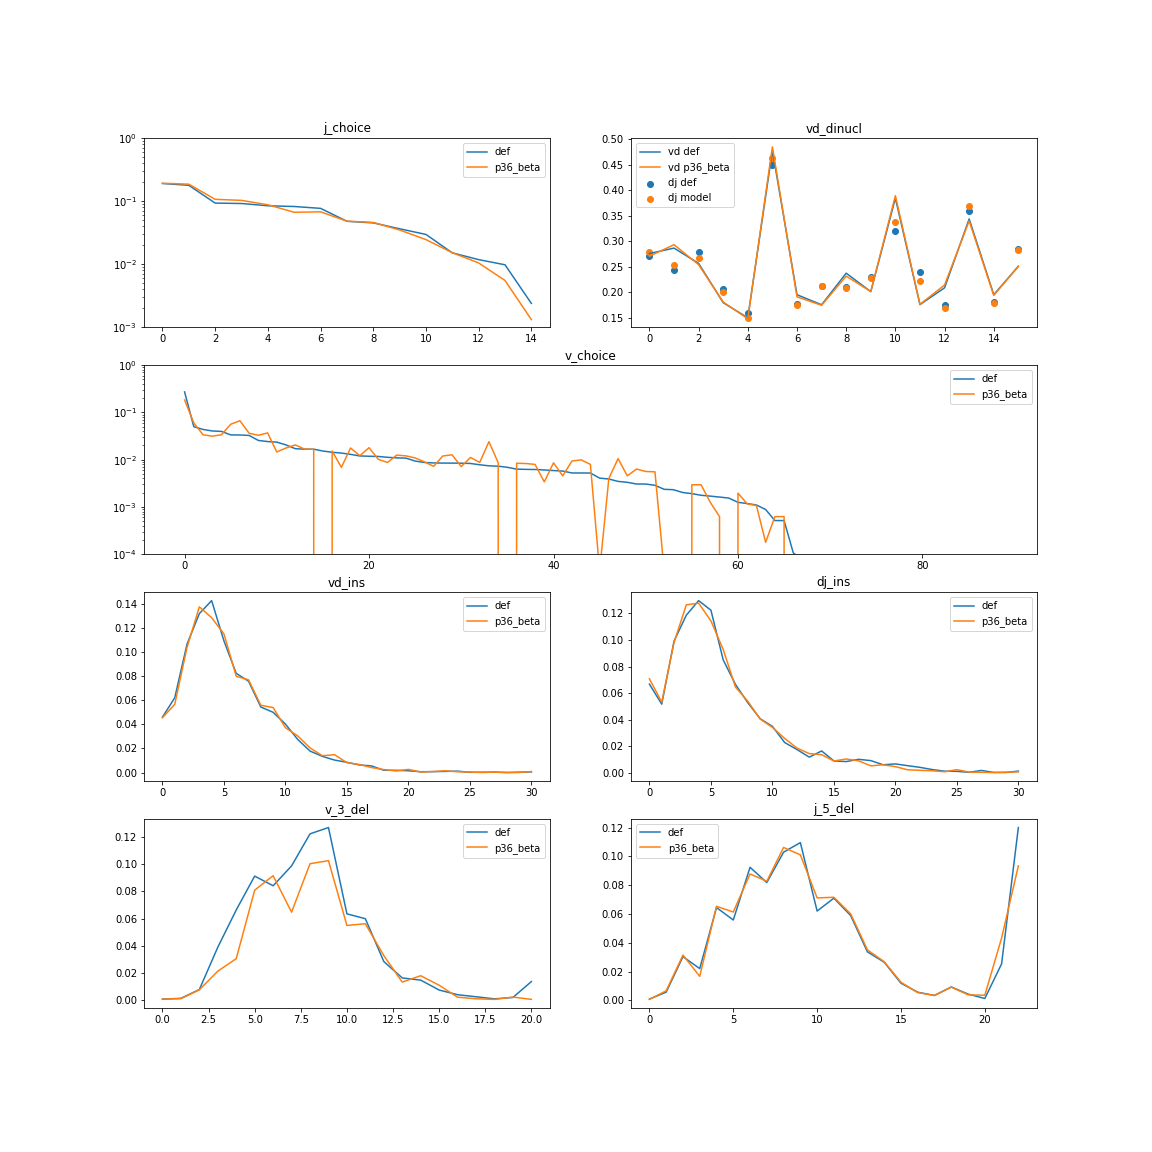 j_choice
10^0
10^-1
10^-2
10^-3
0 2 4 6 8 10 12 14
def
p36_beta
vd_dinucl
0.50
0.45
0.40
0.35
0.30
0.25
0.20
0.15
0 2 4 6 8 10 12 14
vd def
vd p36_beta
dj def
dj model
v_choice
10^0
10^-1
10^-2
10^-3
10^-4
0 20 40 60 80
def
p36_beta
vd_ins
0.14
0.12
0.10
0.08
0.06
0.04
0.02
0.00
0 5 10 15 20 25 30
def
p36_beta
dj_ins
0.12
0.10
0.08
0.06
0.04
0.02
0.00
0 5 10 15 20 25 30
def
p36_beta
v_3_del
0.12
0.10
0.08
0.06
0.04
0.02
0.00
0.0 2.5 5.0 7.5 10.0 12.5 15.0 17.5 20.0
def
p36_beta
j_5_del
0.12
0.10
0.08
0.06
0.04
0.02
0.00
0 5 10 15 20
def
p36_beta